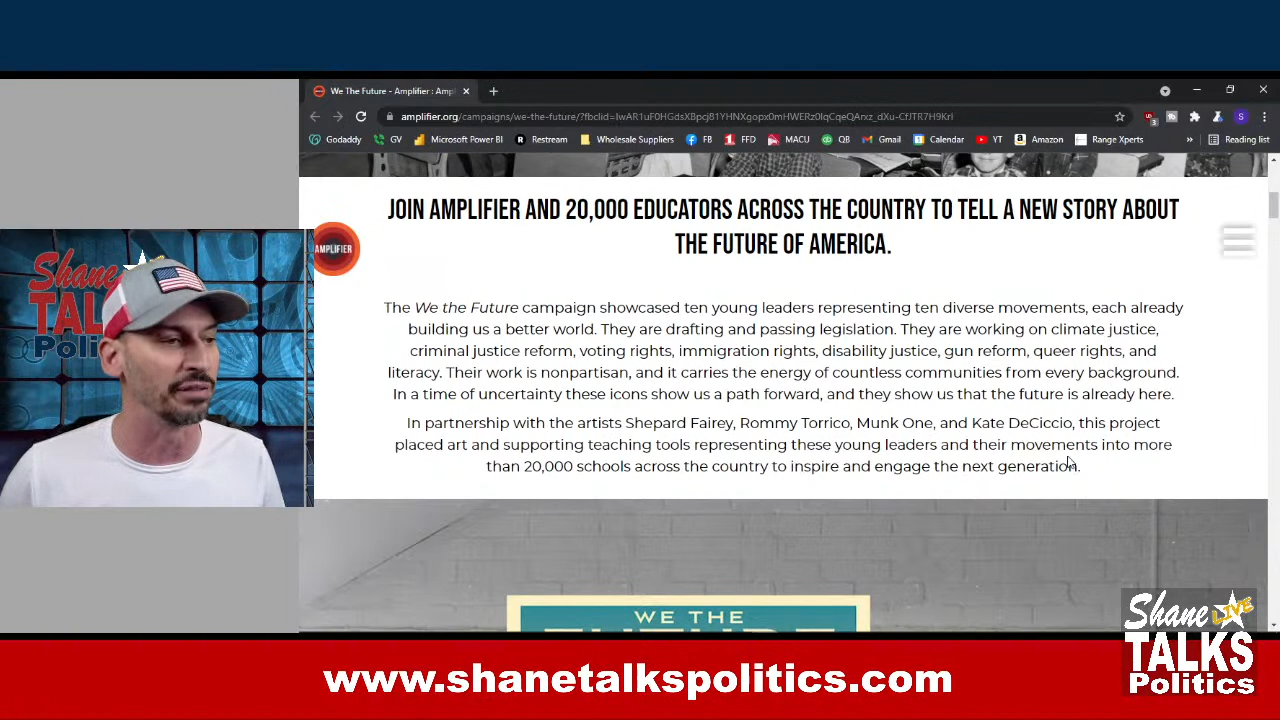 We The Future - Amplifier : Ampl
amplifier.org/campaigns/we-the-future/?fbclid=
Godaddy
GV
Microsoft Power BI
Restream
Wholesale Suppliers
FB
FFD
MACU
QB
Gmail
Calendar
YT
Amazon
Range Xperts
»
Reading list
JOIN AMPLIFIER AND 20,000 EDUCATORS ACROSS THE COUNTRY TO TELL A NEW STORY ABOUT
THE FUTURE OF AMERICA.
AMPLIFIER
The We the Future campaign showcased ten young leaders representing ten diverse movements, each already
building us a better world. They are drafting and passing legislation. They are working on climate justice,
criminal justice reform, voting rights, immigration rights, disability justice, gun reform, queer rights, and
literacy. Their work is nonpartisan, and it carries the energy of countless communities from every background.
In a time of uncertainty these icons show us a path forward, and they show us that the future is already here.
In partnership with the artists Shepard Fairey, Rommy Torrico, Munk One, and Kate DeCiccio, this project
placed art and supporting teaching tools representing these young leaders and their movements into more
than 20,000 schools across the country to inspire and engage the next generation.
WE THE
FUTURE
Shane
TALKS
Politics
Shane LIVE
TALKS
Politics
www.shanetalkspolitics.com